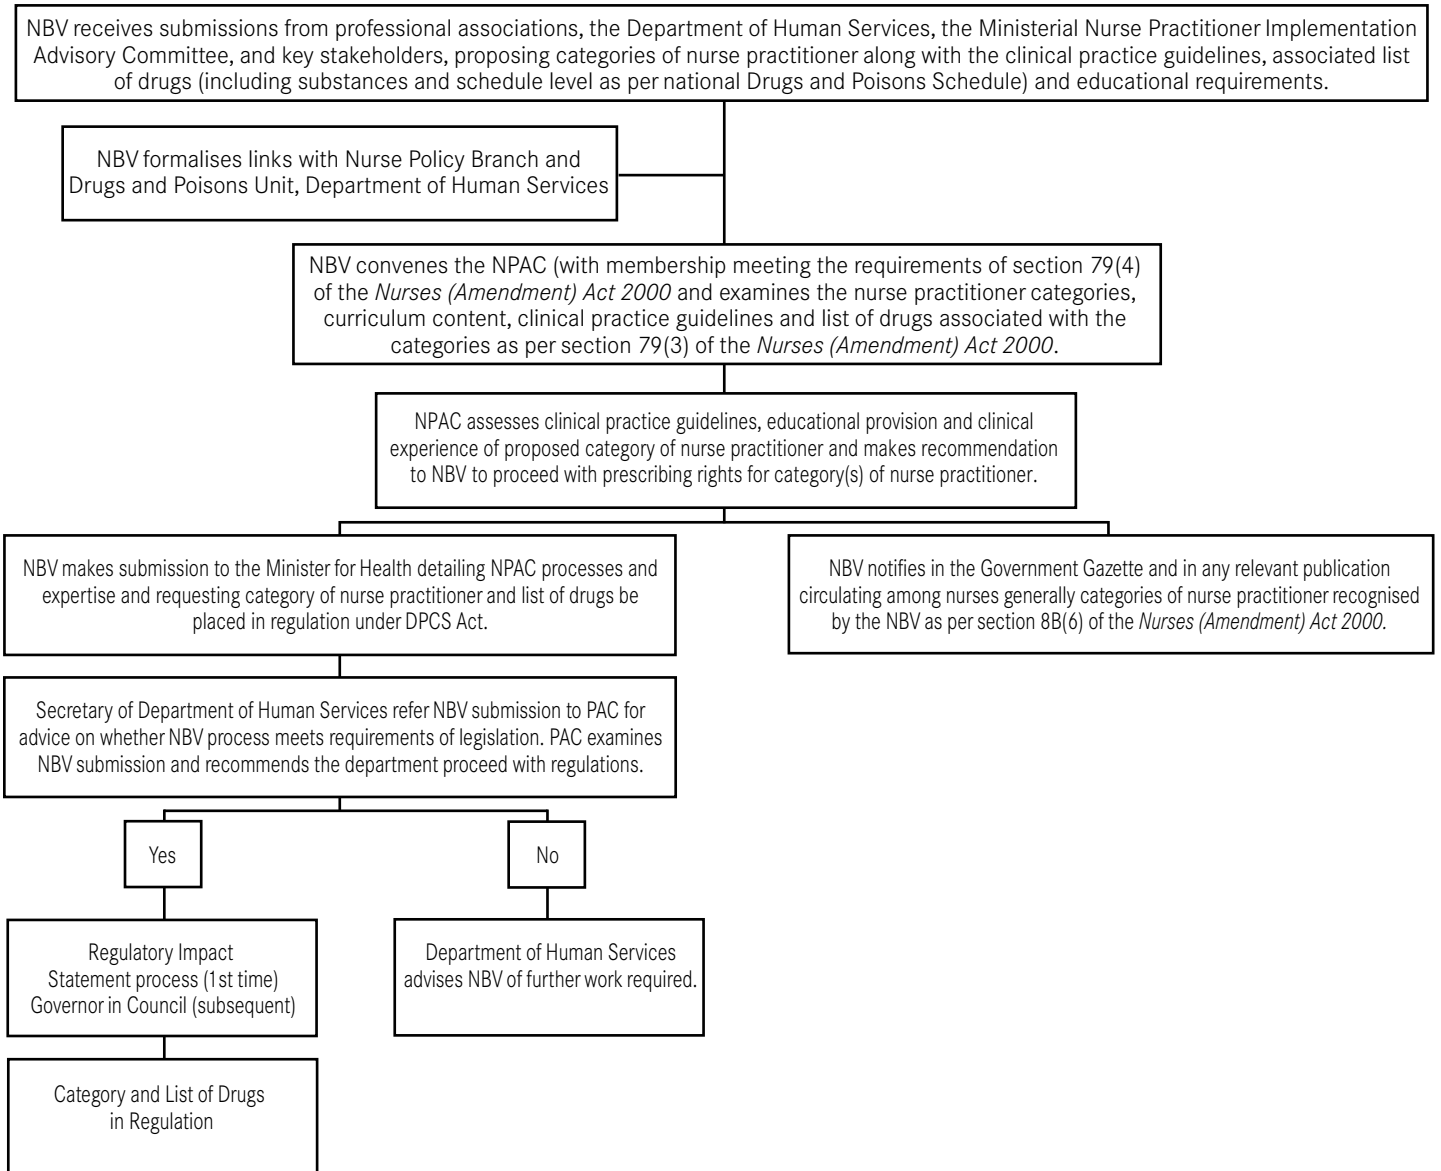 NBV receives submissions from professional associations, the Department of Human Services, the Ministerial Nurse Practitioner Implementation
Advisory Committee, and key stakeholders, proposing categories of nurse practitioner along with the clinical practice guidelines, associated list
of drugs (including substances and schedule level as per national Drugs and Poisons Schedule) and educational requirements.
NBV formalises links with Nurse Policy Branch and
Drugs and Poisons Unit, Department of Human Services
NBV convenes the NPAC (with membership meeting the requirements of section 79(4)
of the Nurses (Amendment) Act 2000 and examines the nurse practitioner categories,
curriculum content, clinical practice guidelines and list of drugs associated with the
categories as per section 79(3) of the Nurses (Amendment) Act 2000.
NPAC assesses clinical practice guidelines, educational provision and clinical
experience of proposed category of nurse practitioner and makes recommendation
to NBV to proceed with prescribing rights for category(s) of nurse practitioner.
NBV makes submission to the Minister for Health detailing NPAC processes and
expertise and requesting category of nurse practitioner and list of drugs be
placed in regulation under DPCS Act.
NBV notifies in the Government Gazette and in any relevant publication
circulating among nurses generally categories of nurse practitioner recognised
by the NBV as per section 8B(6) of the Nurses (Amendment) Act 2000.
Secretary of Department of Human Services refer NBV submission to PAC for
advice on whether NBV process meets requirements of legislation. PAC examines
NBV submission and recommends the department proceed with regulations.
Yes
No
Regulatory Impact
Statement process (1st time)
Governor in Council (subsequent)
Department of Human Services
advises NBV of further work required.
Category and List of Drugs
in Regulation